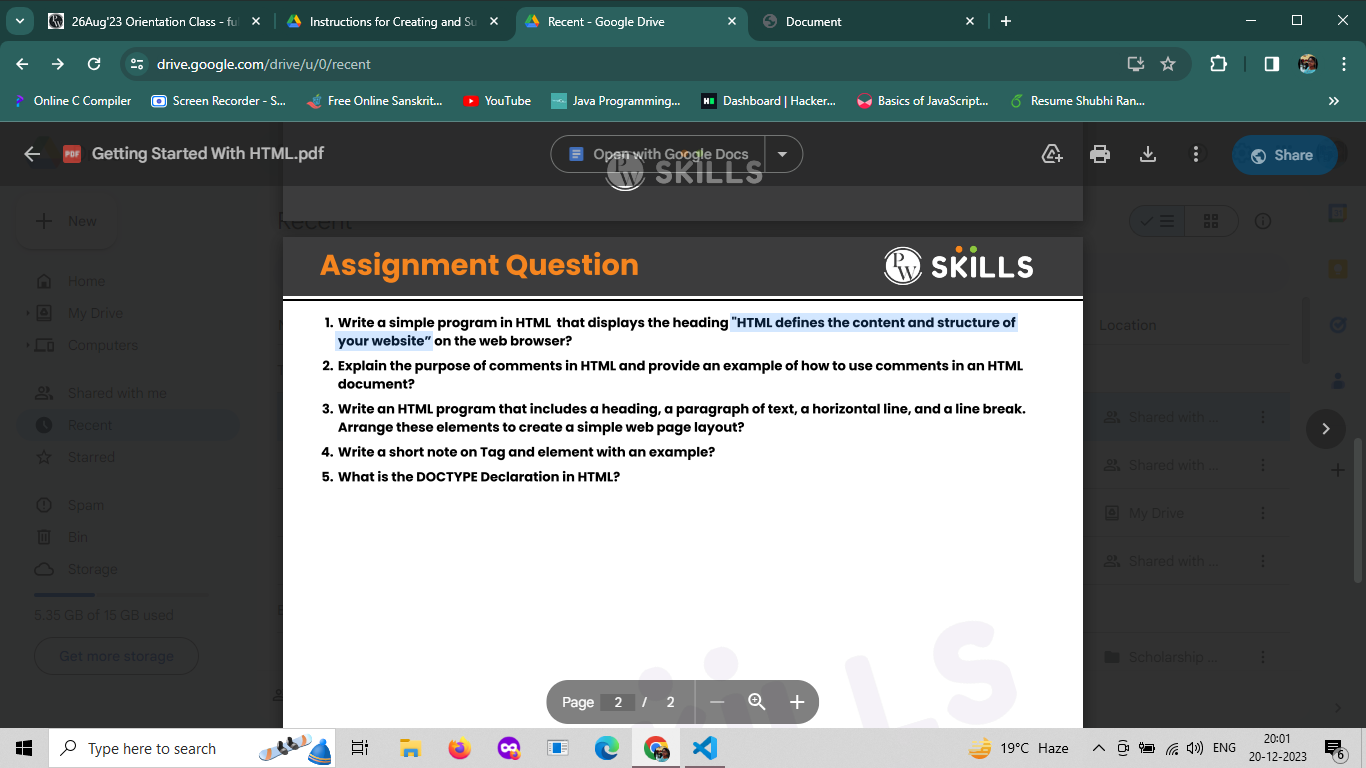 26Aug'23 Orientation Class - ful
Instructions for Creating and Su
Recent - Google Drive
Document
drive.google.com/drive/u/0/recent
Online C Compiler
Screen Recorder - S...
Free Online Sanskrit...
YouTube
Java Programming...
Dashboard | Hacker...
Basics of JavaScript...
Resume Shubhi Ran...
PDF
Getting Started With HTML.pdf
Open with Google Docs
Share
PW SKILLS
New
Recent
Home
My Drive
Computers
Shared with me
Recent
Starred
Spam
Bin
Storage
5.35 GB of 15 GB used
Get more storage
Location
Shared with ...
Shared with ...
My Drive
Shared with ...
Scholarship ...
Assignment Question
PW SKILLS
1. Write a simple program in HTML that displays the heading "HTML defines the content and structure of
your website” on the web browser?
2. Explain the purpose of comments in HTML and provide an example of how to use comments in an HTML
document?
3. Write an HTML program that includes a heading, a paragraph of text, a horizontal line, and a line break.
Arrange these elements to create a simple web page layout?
4. Write a short note on Tag and element with an example?
5. What is the DOCTYPE Declaration in HTML?
SKILLS
Page 2 / 2
Type here to search
19°C Haze
ENG
20:01
20-12-2023
6